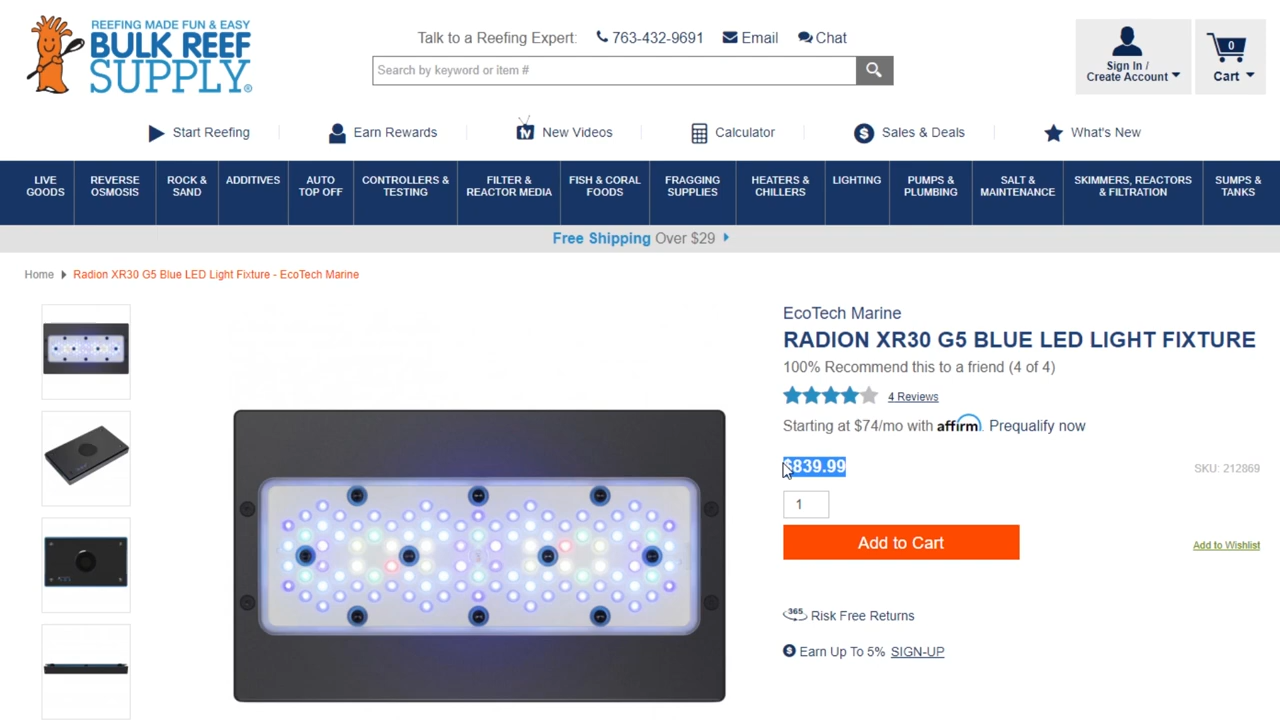 REEFING MADE FUN & EASY
BULK REEF
SUPPLY®
Talk to a Reefing Expert: 763-432-9691 Email Chat
Search by keyword or item #
Sign In /
Create Account
0
Cart
Start Reefing
Earn Rewards
tv New Videos
Calculator
Sales & Deals
What's New
LIVE
GOODS
REVERSE
OSMOSIS
ROCK &
SAND
ADDITIVES
AUTO
TOP OFF
CONTROLLERS &
TESTING
FILTER &
REACTOR MEDIA
FISH & CORAL
FOODS
FRAGGING
SUPPLIES
HEATERS &
CHILLERS
LIGHTING
PUMPS &
PLUMBING
SALT &
MAINTENANCE
SKIMMERS, REACTORS
& FILTRATION
SUMPS &
TANKS
Free Shipping Over $29
Home Radion XR30 G5 Blue LED Light Fixture - EcoTech Marine
EcoTech Marine
RADION XR30 G5 BLUE LED LIGHT FIXTURE
100% Recommend this to a friend (4 of 4)
4 Reviews
Starting at $74/mo with affirm. Prequalify now
$839.99
SKU: 212869
1
Add to Cart
Add to Wishlist
365 Risk Free Returns
$ Earn Up To 5% SIGN-UP